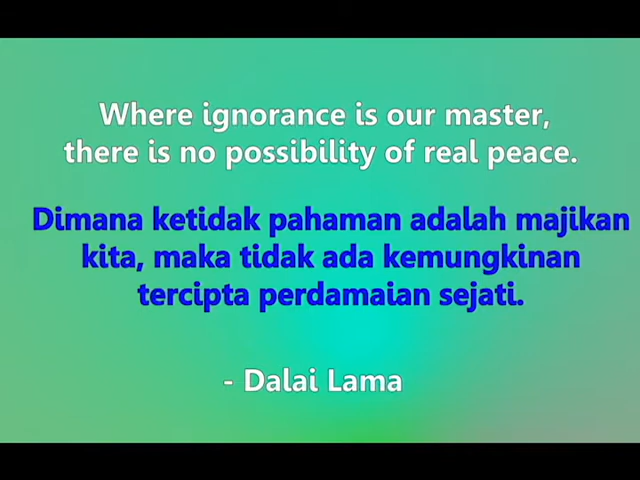 Where ignorance is our master,
there is no possibility of real peace.
Dimana ketidak pahaman adalah majikan
kita, maka tidak ada kemungkinan
tercipta perdamaian sejati.
- Dalai Lama